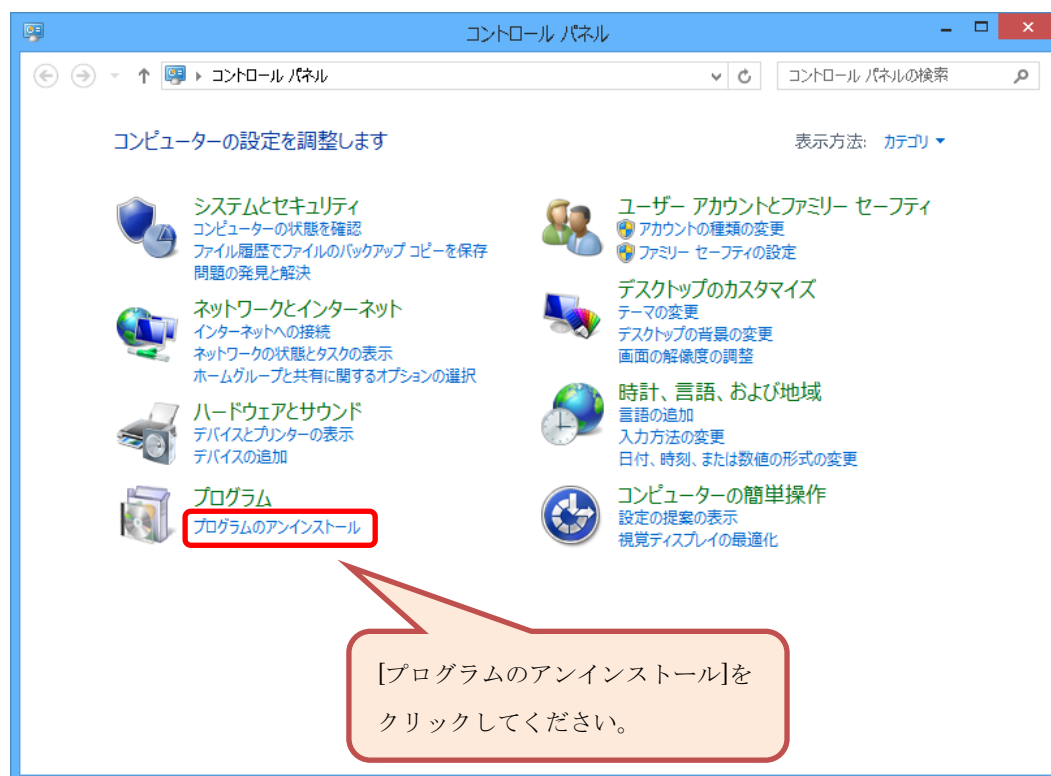 コントロール パネル
コントロール パネル
コントロール パネルの検索
コンピューターの設定を調整します
表示方法: カテゴリ
システムとセキュリティ
コンピューターの状態を確認
ファイル履歴でファイルのバックアップ コピーを保存
問題の発見と解決
ネットワークとインターネット
インターネットへの接続
ネットワークの状態とタスクの表示
ホームグループと共有に関するオプションの選択
ハードウェアとサウンド
デバイスとプリンターの表示
デバイスの追加
プログラム
プログラムのアンインストール
ユーザー アカウントとファミリー セーフティ
アカウントの種類の変更
ファミリー セーフティの設定
デスクトップのカスタマイズ
テーマの変更
デスクトップの背景の変更
画面の解像度の調整
時計、言語、および地域
言語の追加
入力方法の変更
日付、時刻、または数値の形式の変更
コンピューターの簡単操作
設定の提案の表示
視覚ディスプレイの最適化
[プログラムのアンインストール]を
クリックしてください。